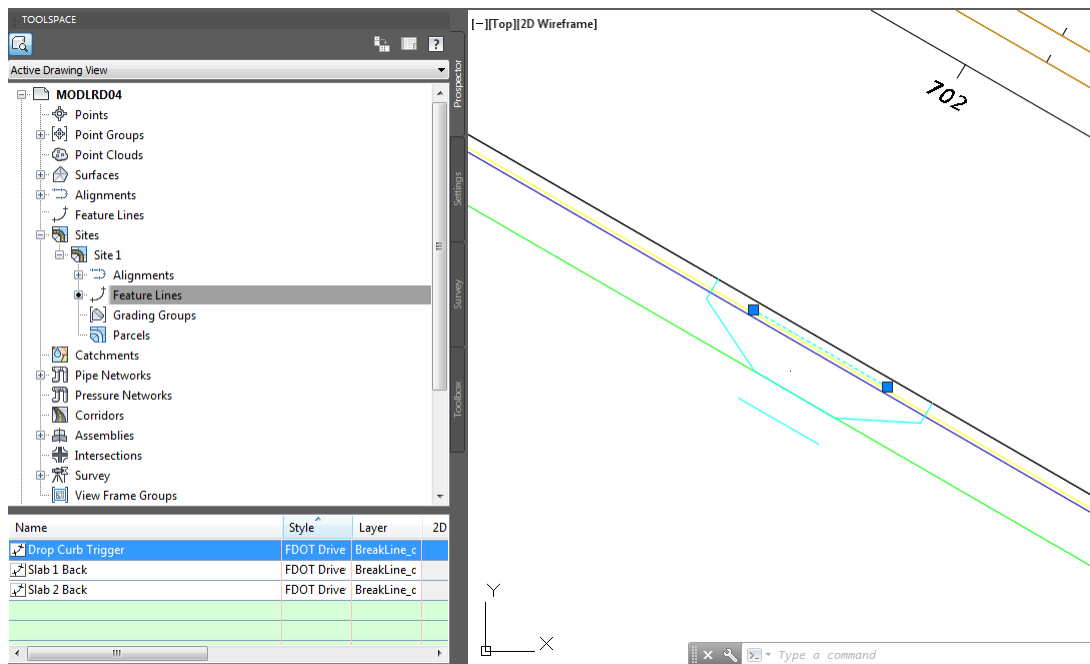 TOOLSPACE
?
Active Drawing View
MODLRD04
Points
Point Groups
Point Clouds
Surfaces
Alignments
Feature Lines
Sites
Site 1
Alignments
Feature Lines
Grading Groups
Parcels
Catchments
Pipe Networks
Pressure Networks
Corridors
Assemblies
Intersections
Survey
View Frame Groups
Prospector
Settings
Survey
Toolbox
Name Style Layer 2D
Drop Curb Trigger FDOT Drive BreakLine_c
Slab 1 Back FDOT Drive BreakLine_c
Slab 2 Back FDOT Drive BreakLine_c
[−][Top][2D Wireframe]
702
Y
X
Type a command